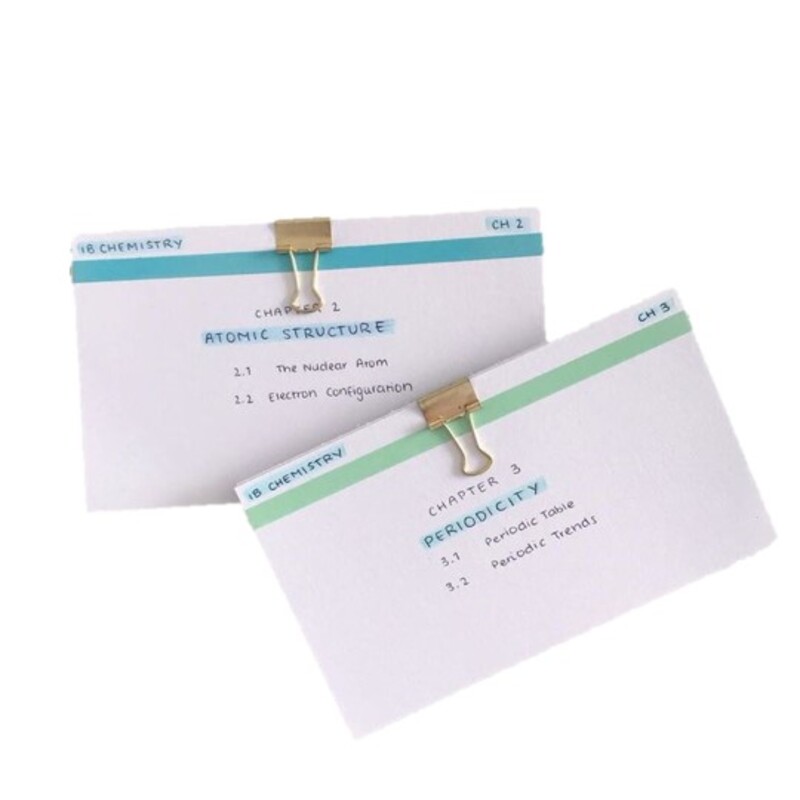 IB CHEMISTRY
CH 2
CHAPTER 2
ATOMIC STRUCTURE
2.1 The Nuclear Atom
2.2 Electron Configuration
IB CHEMISTRY
CH 3
CHAPTER 3
PERIODICITY
3.1 Periodic Table
3.2 Periodic Trends